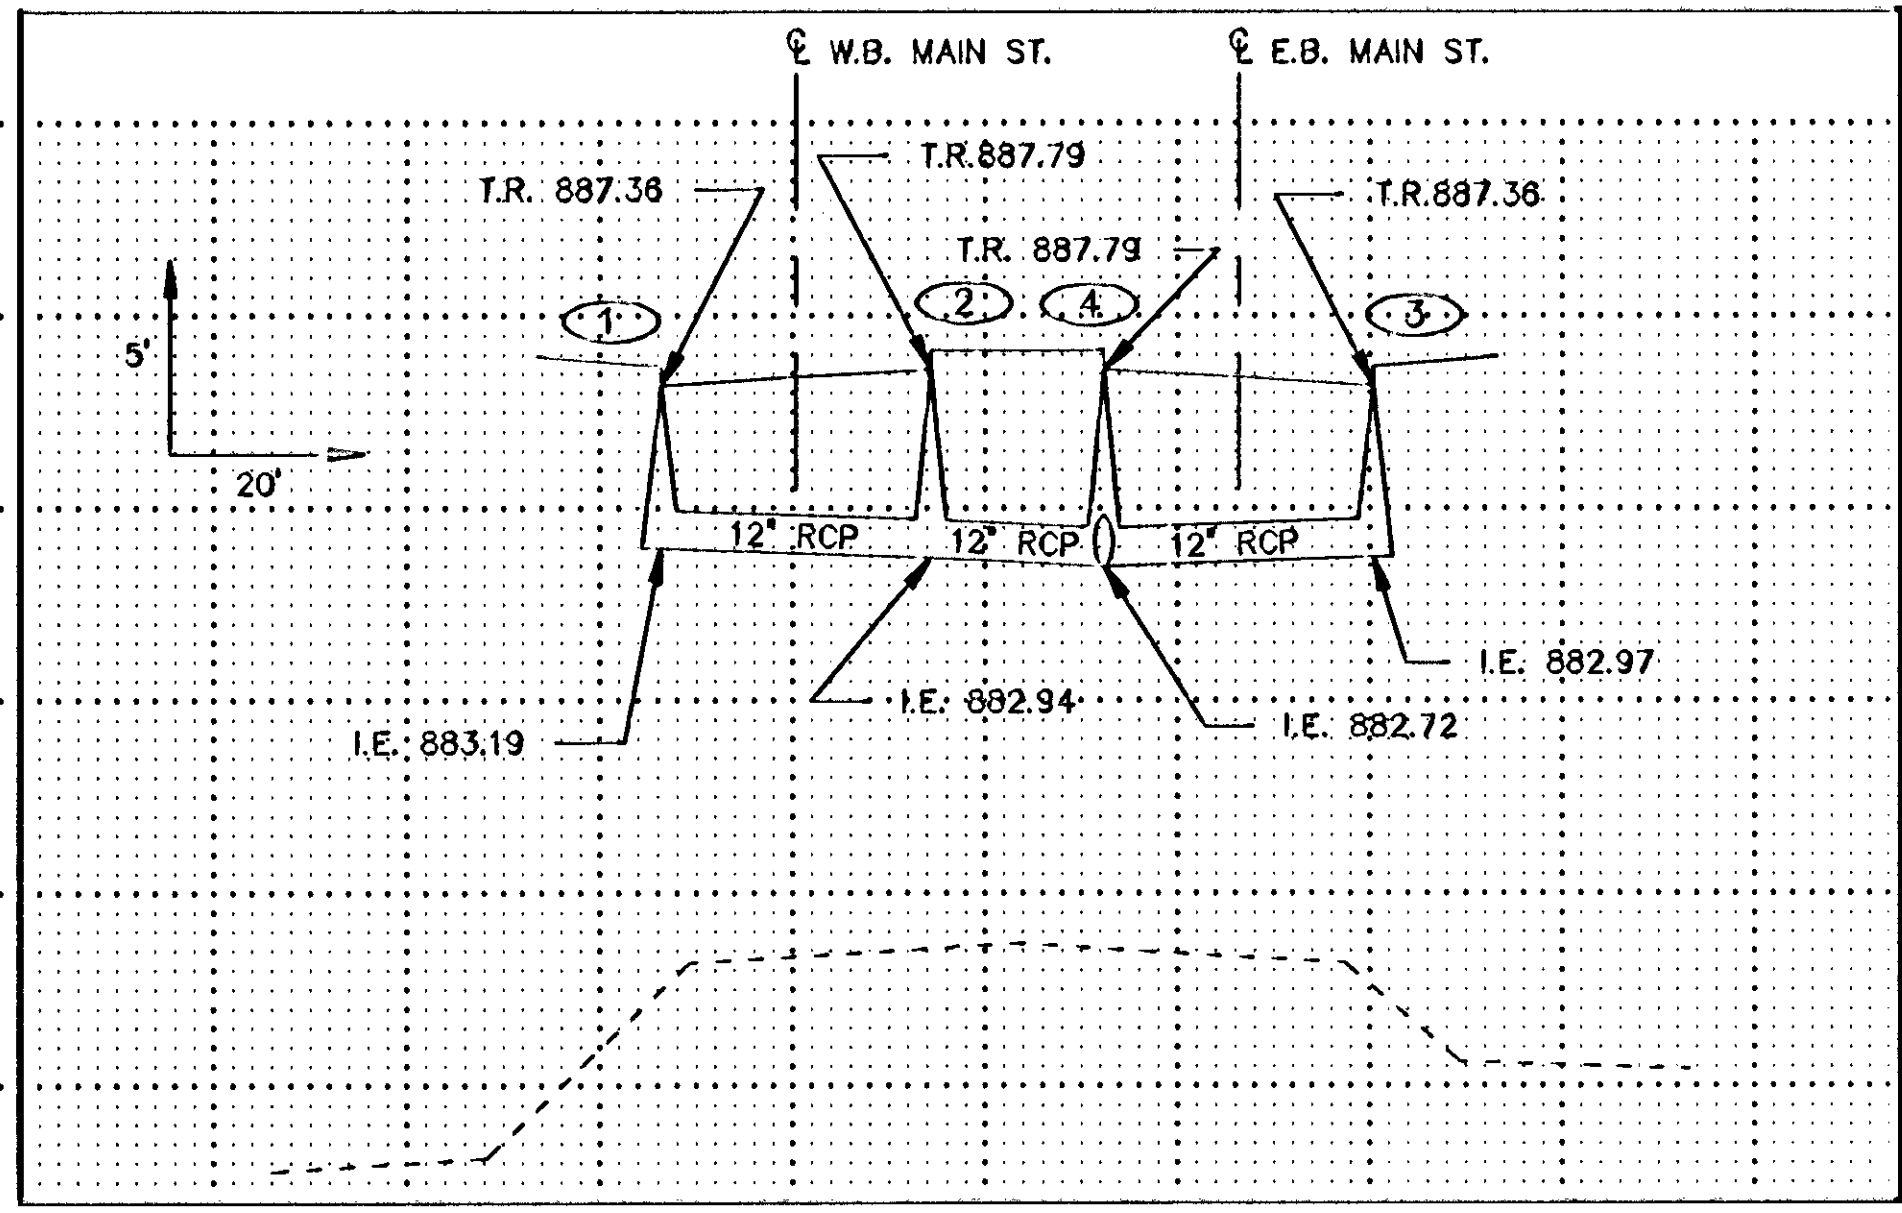 ℄ W.B. MAIN ST.
℄ E.B. MAIN ST.
T.R. 887.79
T.R. 887.36
T.R. 887.36
T.R. 887.79
1
2
4
3
5'
20'
12" RCP
12" RCP
12" RCP
I.E. 882.97
I.E. 882.94
I.E. 882.72
I.E. 883.19